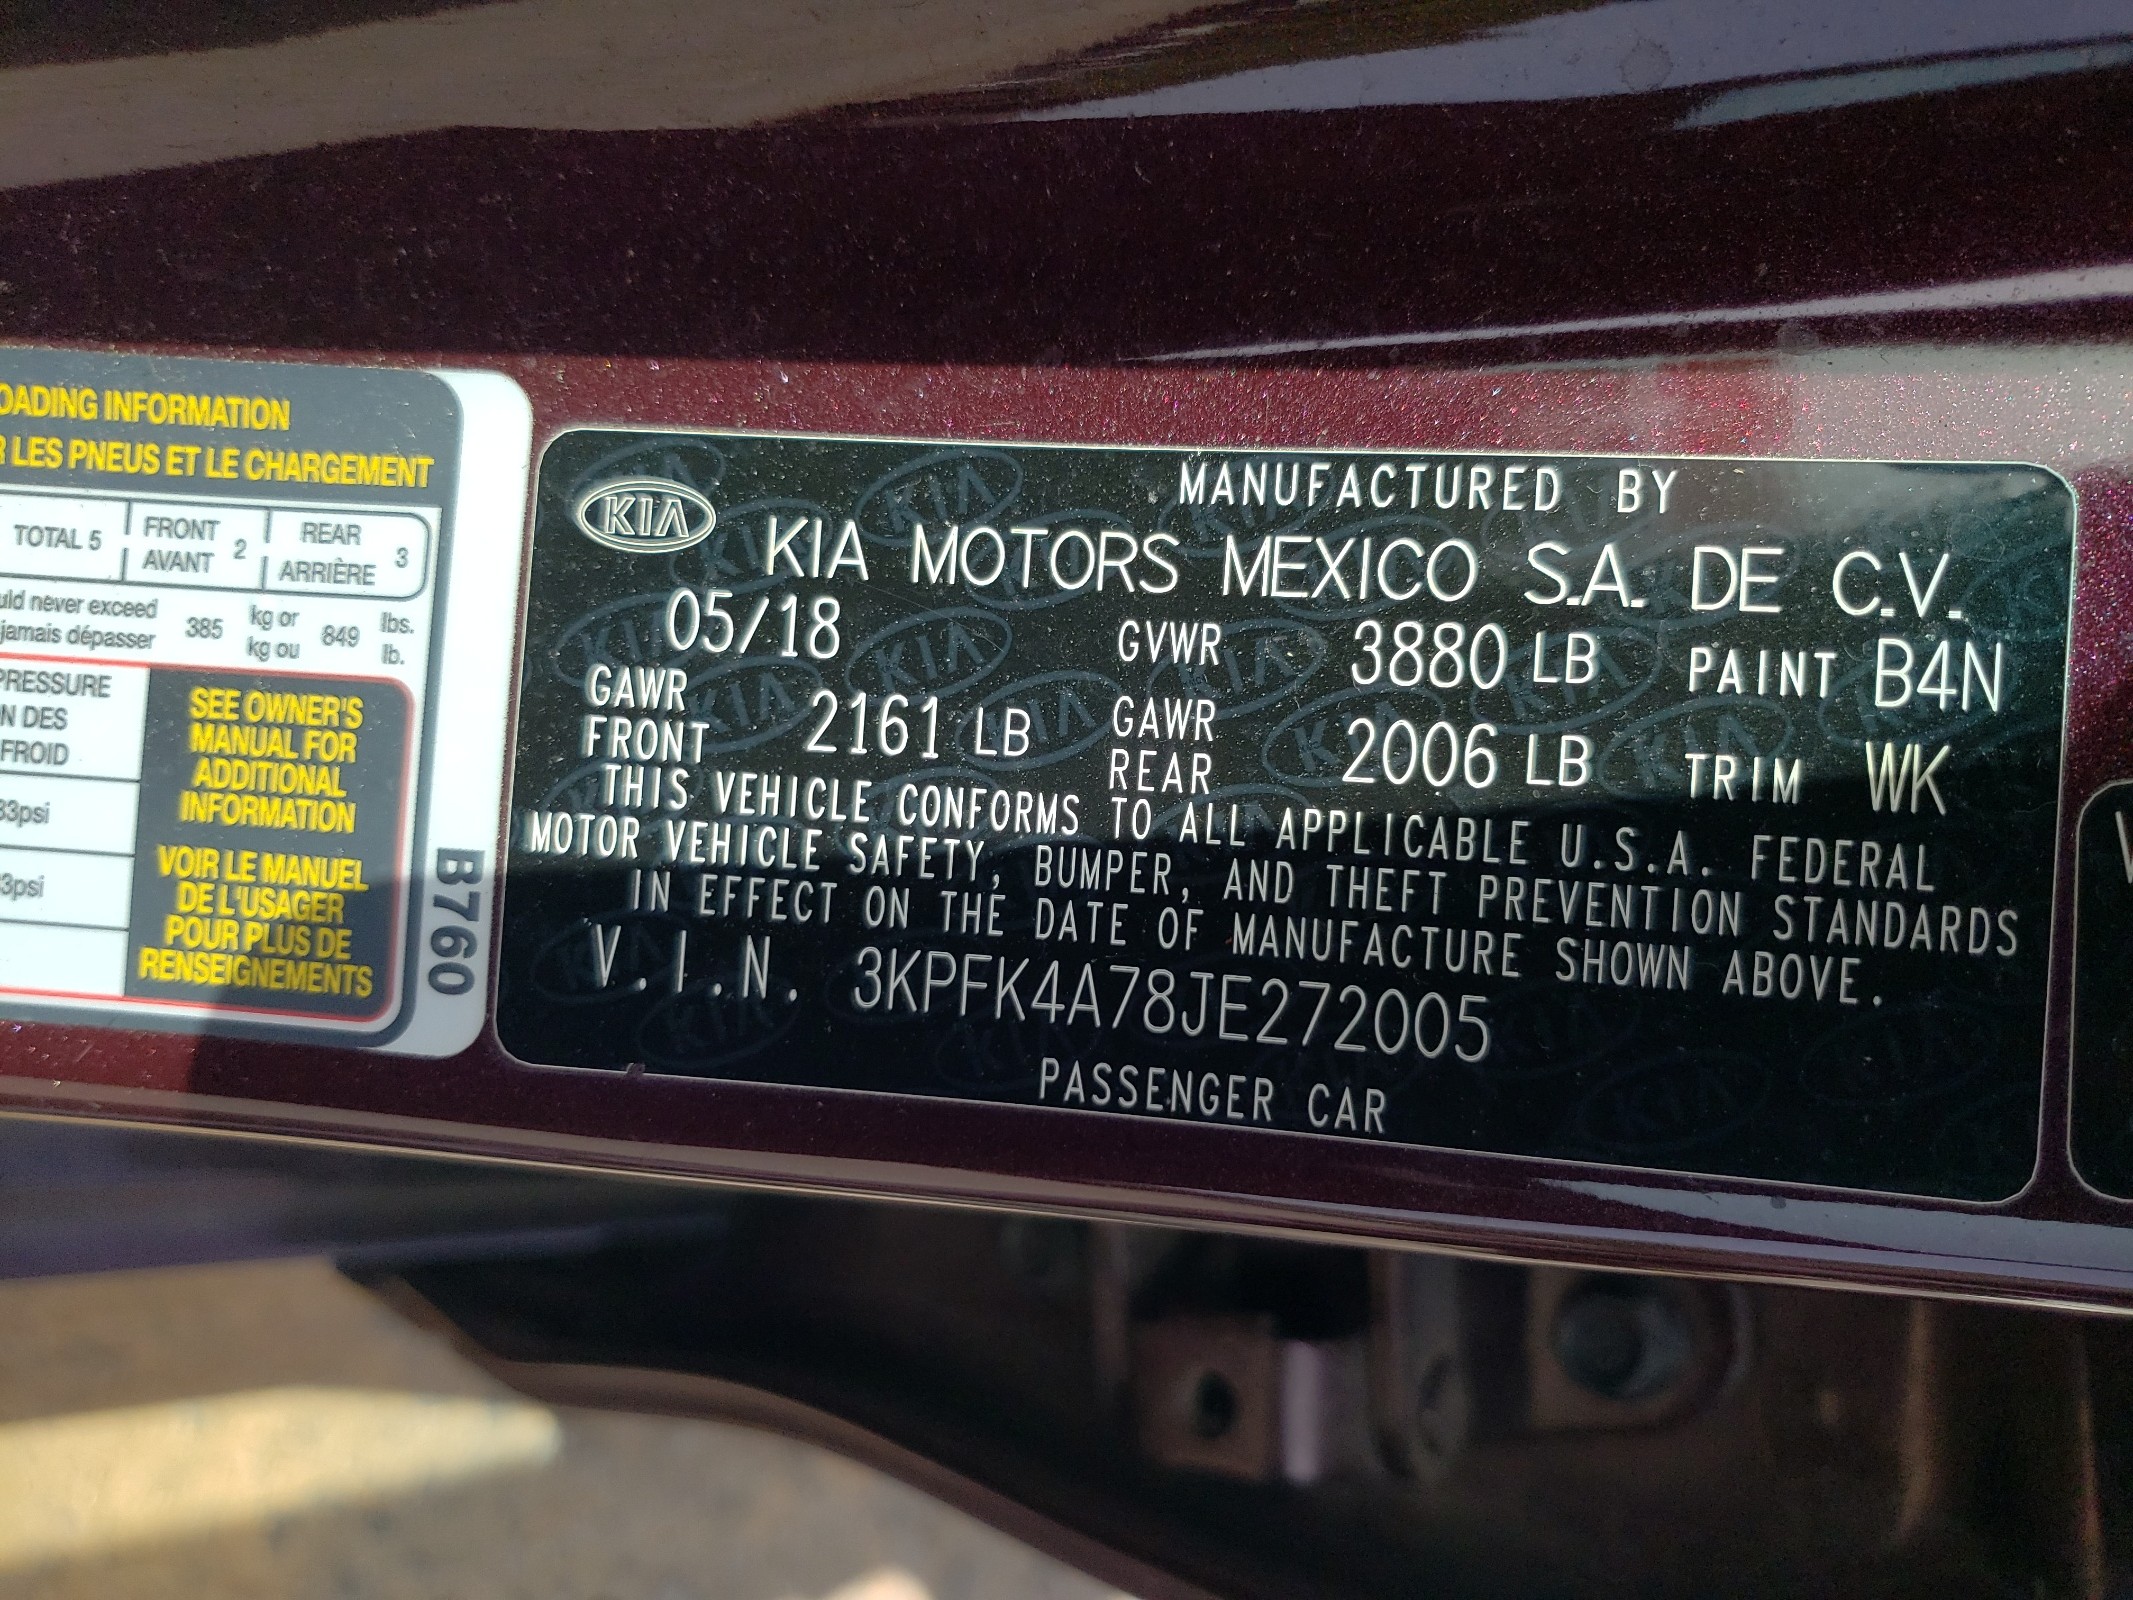 OADING INFORMATION
R LES PNEUS ET LE CHARGEMENT
TOTAL 5
FRONT
AVANT
2
REAR
ARRIÈRE
3
uld never exceed
jamais dépasser
385
kg or
kg ou
849
lbs.
lb.
PRESSURE
N DES
FROID
33psi
3psi
SEE OWNER'S
MANUAL FOR
ADDITIONAL
INFORMATION
VOIR LE MANUEL
DE L'USAGER
POUR PLUS DE
RENSEIGNEMENTS
B760
KIA
MANUFACTURED BY
KIA MOTORS MEXICO S.A. DE C.V.
05/18 GVWR 3880 LB PAINT B4N
GAWR
FRONT
2161 LB
GAWR
REAR
2006 LB TRIM WK
THIS VEHICLE CONFORMS TO ALL APPLICABLE U.S.A. FEDERAL
MOTOR VEHICLE SAFETY, BUMPER, AND THEFT PREVENTION STANDARDS
IN EFFECT ON THE DATE OF MANUFACTURE SHOWN ABOVE.
V.I.N. 3KPFK4A78JE272005
PASSENGER CAR